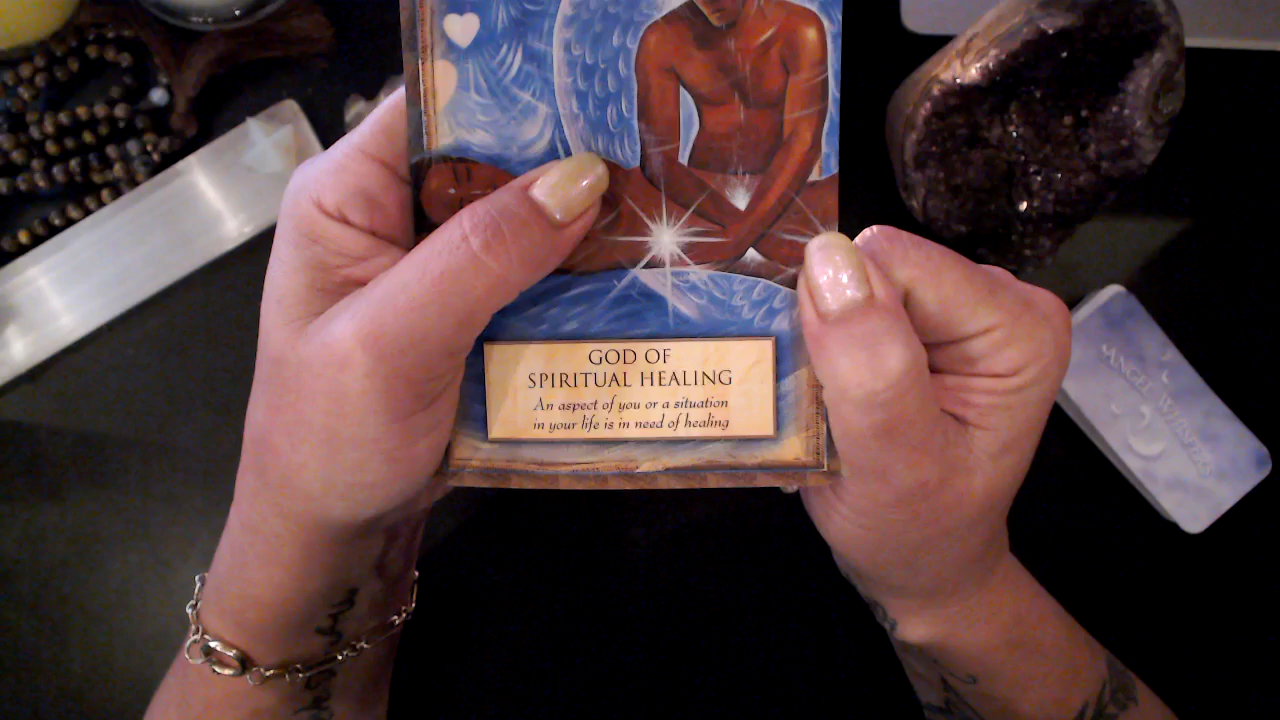 GOD OF
SPIRITUAL HEALING
An aspect of you or a situation
in your life is in need of healing
ANGEL WHISPERS